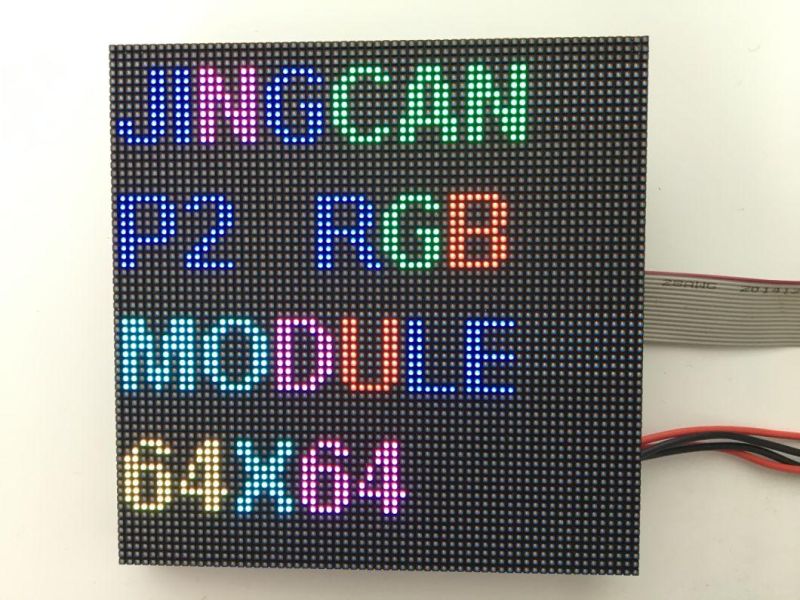 JINGCAN
P2 RGB
MODULE
64X64